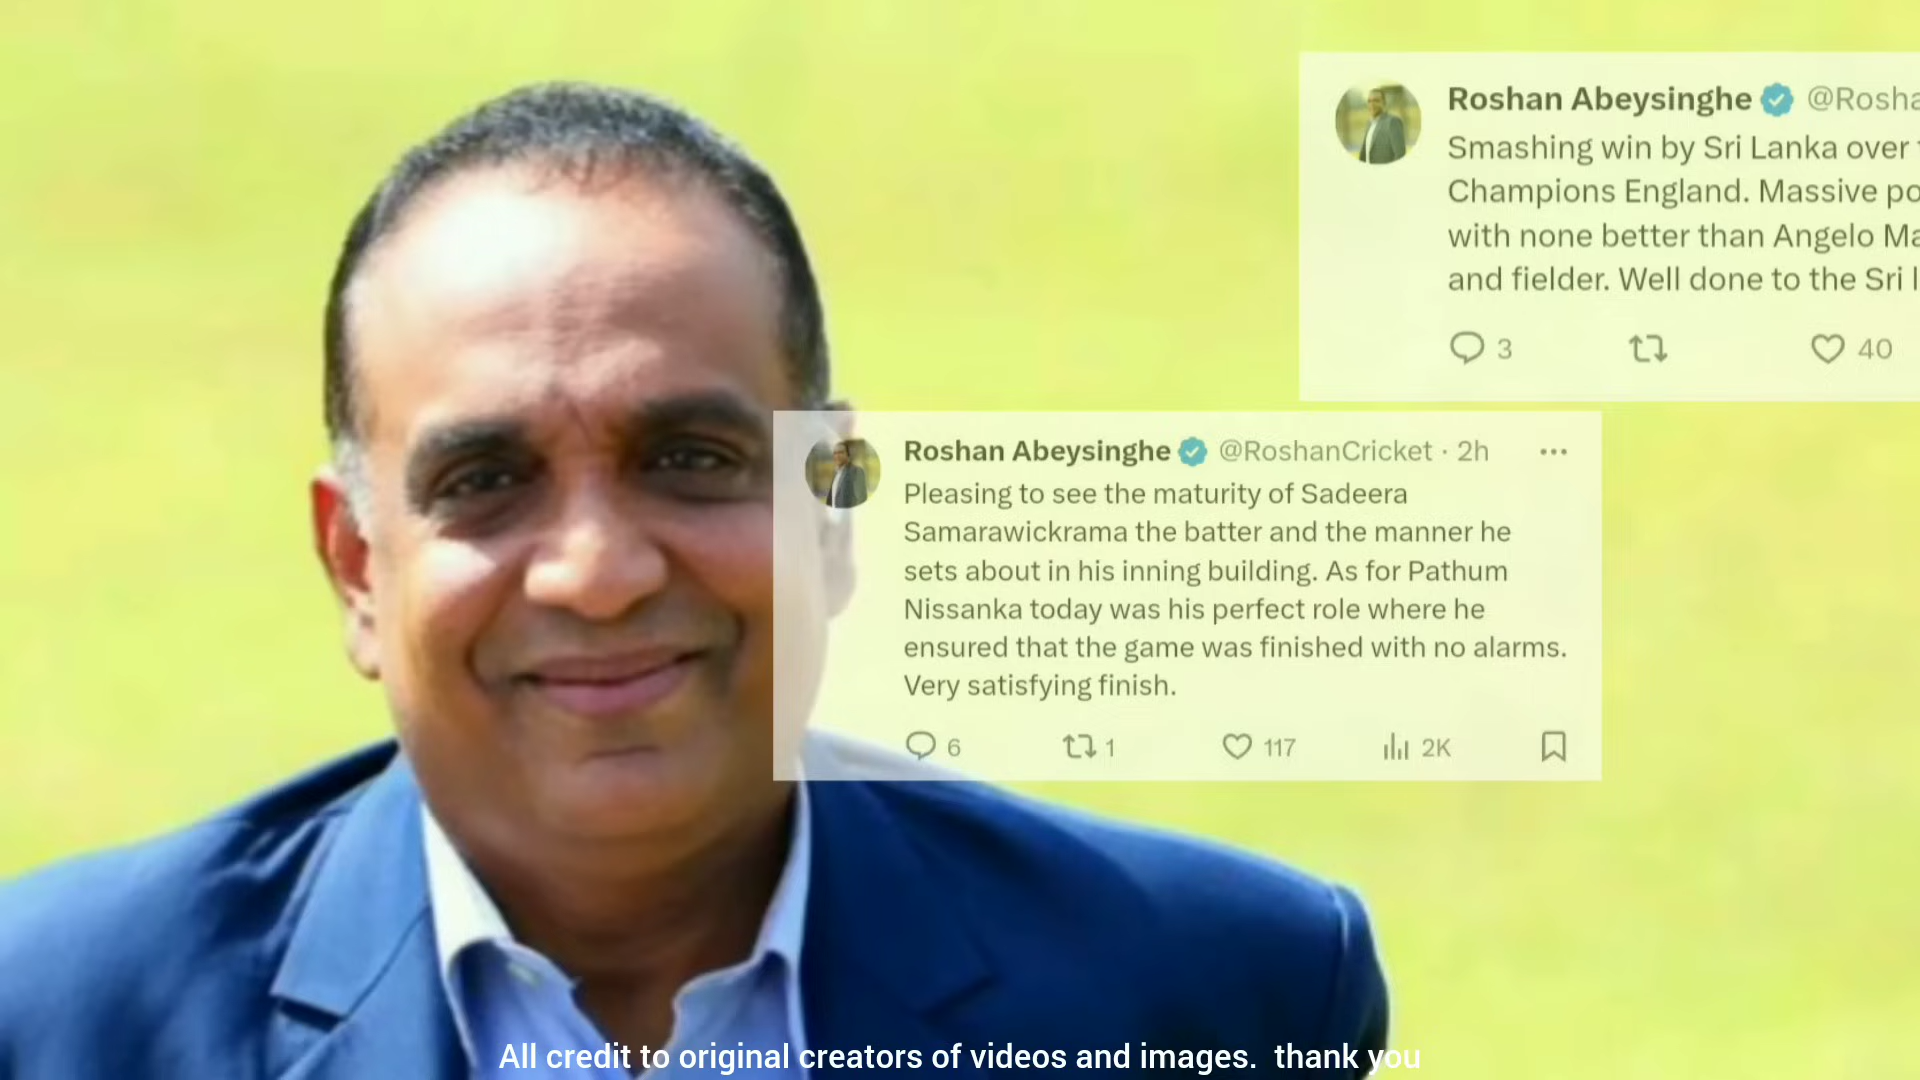 Roshan Abeysinghe
Smashing win by Sri Lanka over
Champions England. Massive
with none better than Angelo
and fielder. Well done to the Sri
3 40
Roshan Abeysinghe @RoshanCricket · 2h
Pleasing to see the maturity of Sadeera
Samarawickrama the batter and the manner he
sets about in his inning building. As for Pathum
Nissanka today was his perfect role where he
ensured that the game was finished with no alarms.
Very satisfying finish.
6 1 117 2K
All credit to original creators of videos and images. thank you